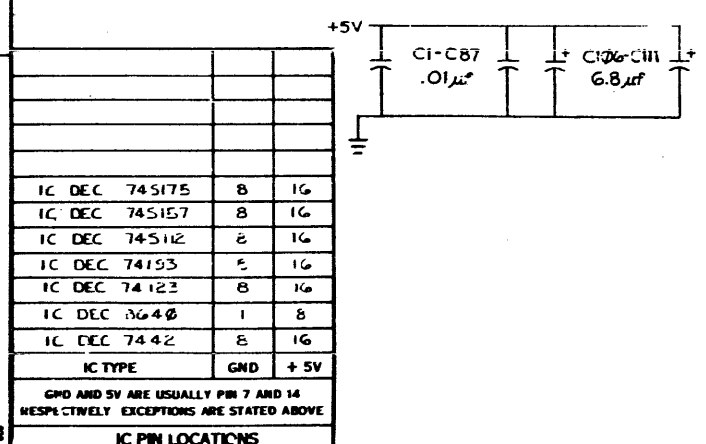 +5V
C1-C87
.01µf
+
C106-C111
6.8µf
+
IC DEC 74S175 8 16
IC DEC 74S157 8 16
IC DEC 74S112 8 16
IC DEC 74193 8 16
IC DEC 74123 8 16
IC DEC 3640 1 8
IC DEC 7442 8 16
IC TYPE GND + 5V
GND AND 5V ARE USUALLY PIN 7 AND 14
RESPECTIVELY EXCEPTIONS ARE STATED ABOVE
IC PIN LOCATIONS